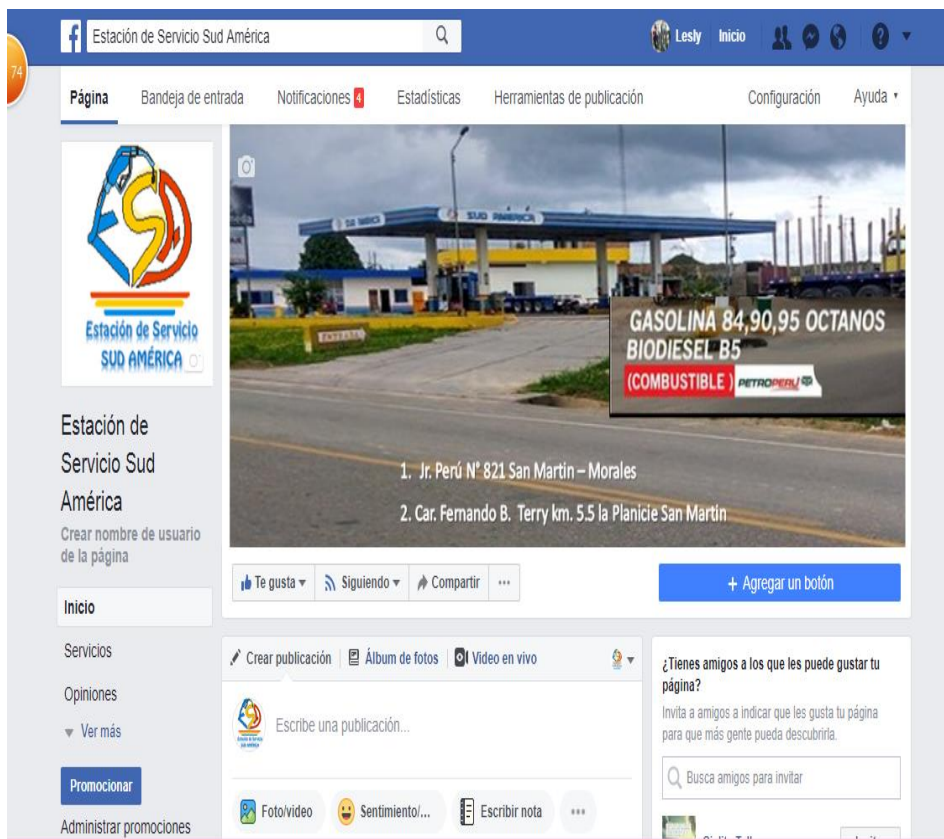 Estación de Servicio Sud América
Lesly
Inicio
74
Página
Bandeja de entrada
Notificaciones 4
Estadísticas
Herramientas de publicación
Configuración
Ayuda
ESA
Estación de Servicio
SUD AMÉRICA
SUD AMÉRICA
ENTRADA
GASOLINA 84,90,95 OCTANOS
BIODIESEL B5
(COMBUSTIBLE ) PETROPERU
1. Jr. Perú N° 821 San Martin – Morales
2. Car. Fernando B. Terry km. 5.5 la Planicie San Martin
Estación de
Servicio Sud
América
Crear nombre de usuario
de la página
Te gusta
Siguiendo
Compartir
+ Agregar un botón
Inicio
Servicios
Opiniones
Ver más
Promocionar
Administrar promociones
Crear publicación
Álbum de fotos
Video en vivo
Escribe una publicación...
Foto/video
Sentimiento/...
Escribir nota
¿Tienes amigos a los que les puede gustar tu
página?
Invita a amigos a indicar que les gusta tu página
para que más gente pueda descubrirla.
Busca amigos para invitar